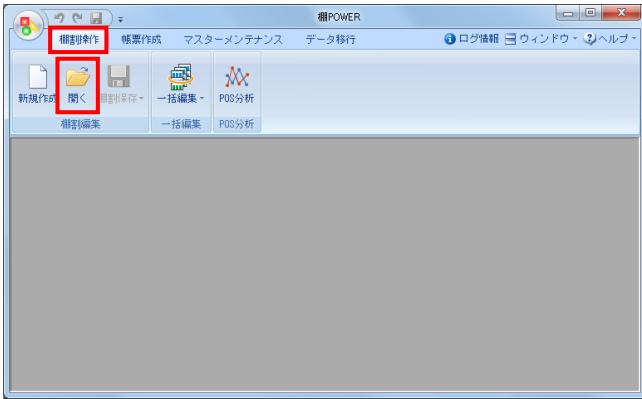 棚POWER
棚割操作 帳票作成 マスターメンテナンス データ移行 ログ情報 ウィンドウ ヘルプ
新規作成 開く 棚割保存 一括編集 POS分析
棚割編集 一括編集 POS分析